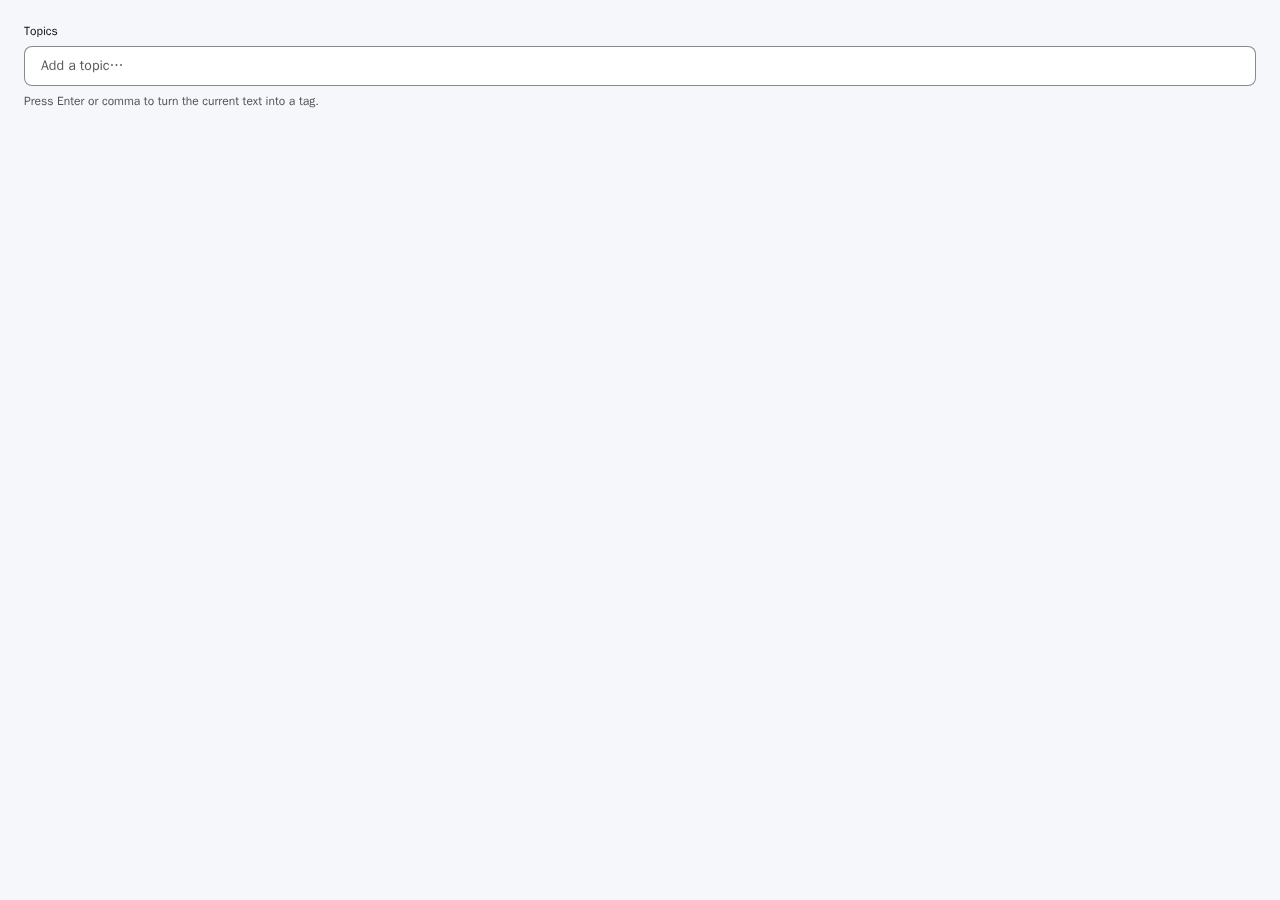 Topics
Add a topic…
Press Enter or comma to turn the current text into a tag.